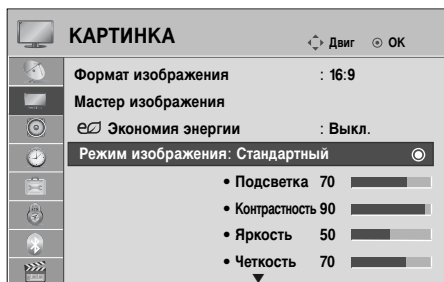 КАРТИНКА Двиг ОК
Формат изображения : 16:9
Мастер изображения
Экономия энергии : Выкл.
Режим изображения: Стандартный
• Подсветка 70
• Контрастность 90
• Яркость 50
• Четкость 70